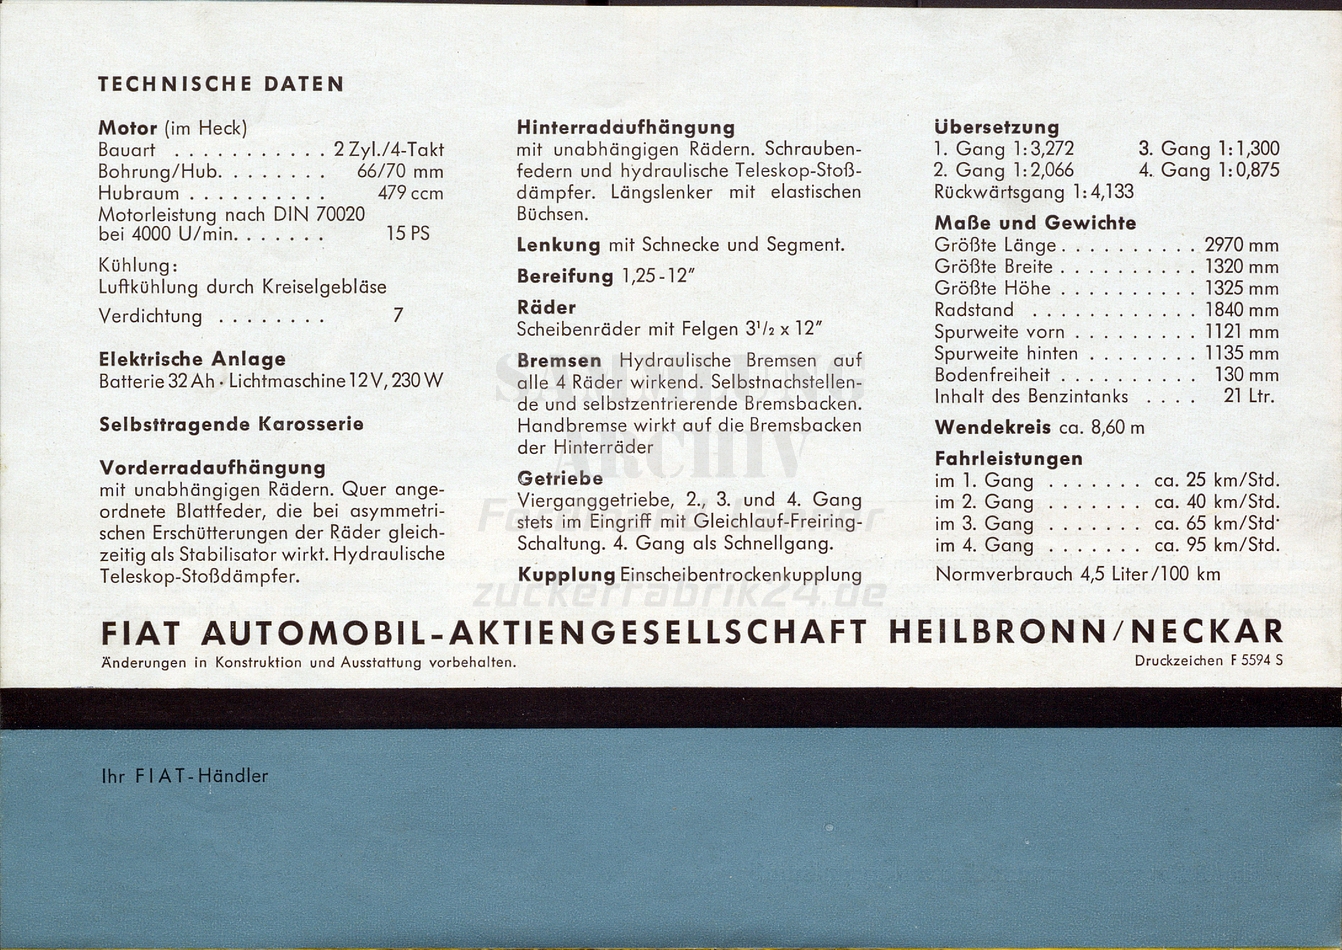 TECHNISCHE DATEN
Motor (im Heck)
Bauart . . . . . . . . . . . 2 Zyl./4-Takt
Bohrung/Hub. . . . . . . . 66/70 mm
Hubraum . . . . . . . . . . 479 ccm
Motorleistung nach DIN 70020
bei 4000 U/min. . . . . . . 15 PS
Kühlung:
Luftkühlung durch Kreiselgebläse
Verdichtung . . . . . . . . 7
Elektrische Anlage
Batterie 32 Ah · Lichtmaschine 12 V, 230 W
Selbsttragende Karosserie
Vorderradaufhängung
mit unabhängigen Rädern. Quer ange-
ordnete Blattfeder, die bei asymmetri-
schen Erschütterungen der Räder gleich-
zeitig als Stabilisator wirkt. Hydraulische
Teleskop-Stoßdämpfer.
Hinterradaufhängung
mit unabhängigen Rädern. Schrauben-
federn und hydraulische Teleskop-Stoß-
dämpfer. Längslenker mit elastischen
Büchsen.
Lenkung mit Schnecke und Segment.
Bereifung 1,25-12″
Räder
Scheibenräder mit Felgen 3¹/₂ x 12″
Bremsen Hydraulische Bremsen auf
alle 4 Räder wirkend. Selbstnachstellen-
de und selbstzentrierende Bremsbacken.
Handbremse wirkt auf die Bremsbacken
der Hinterräder
Getriebe
Vierganggetriebe, 2., 3. und 4. Gang
stets im Eingriff mit Gleichlauf-Freiring-
Schaltung. 4. Gang als Schnellgang.
Kupplung Einscheibentrockenkupplung
Übersetzung
1. Gang 1:3,272 3. Gang 1:1,300
2. Gang 1:2,066 4. Gang 1:0,875
Rückwärtsgang 1:4,133
Maße und Gewichte
Größte Länge . . . . . . . . . . 2970 mm
Größte Breite . . . . . . . . . . 1320 mm
Größte Höhe . . . . . . . . . . 1325 mm
Radstand . . . . . . . . . . . . 1840 mm
Spurweite vorn . . . . . . . . . 1121 mm
Spurweite hinten . . . . . . . . 1135 mm
Bodenfreiheit . . . . . . . . . . 130 mm
Inhalt des Benzintanks . . . . 21 Ltr.
Wendekreis ca. 8,60 m
Fahrleistungen
im 1. Gang . . . . . . . ca. 25 km/Std.
im 2. Gang . . . . . . . ca. 40 km/Std.
im 3. Gang . . . . . . . ca. 65 km/Std.
im 4. Gang . . . . . . . ca. 95 km/Std.
Normverbrauch 4,5 Liter/100 km
SAMMLUNG
ARCHIV
zuckerfabrik24.de
FIAT AUTOMOBIL-AKTIENGESELLSCHAFT HEILBRONN/NECKAR
Änderungen in Konstruktion und Ausstattung vorbehalten.
Druckzeichen F 5594 S
Ihr FIAT-Händler